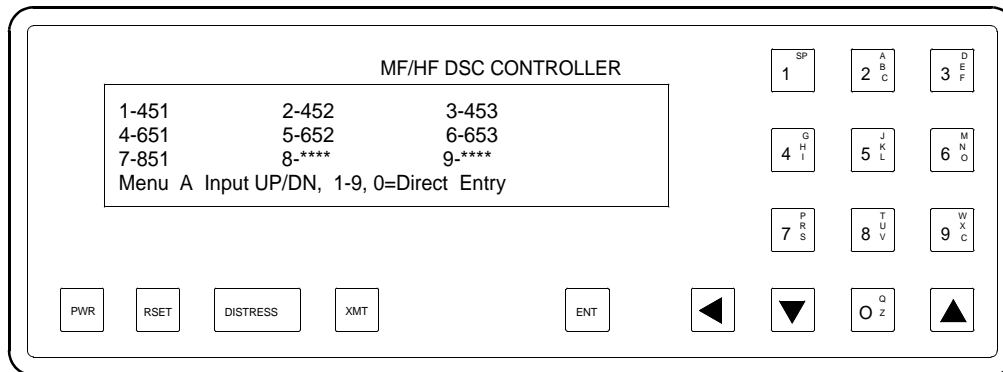 MF/HF DSC CONTROLLER
1-451 2-452 3-453
4-651 5-652 6-653
7-851 8-**** 9-****
Menu A Input UP/DN, 1-9, 0=Direct Entry
1 SP
2 A B C
3 D E F
4 G H I
5 J K L
6 M N O
7 P R S
8 T U V
9 W X C
PWR RSET DISTRESS XMT ENT
O Q Z